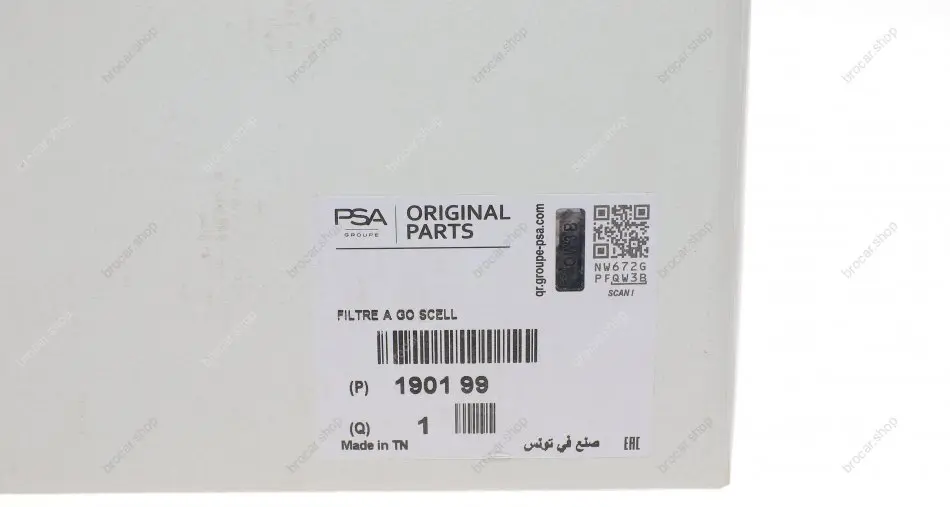 PSA
GROUPE
ORIGINAL
PARTS
qr.groupe-psa.com
NW672G
PFQW3B
SCAN!
FILTRE A GO SCELL
(P) 1901 99
(Q) 1
Made in TN
صنع في تونس
EAC
brocar.shop